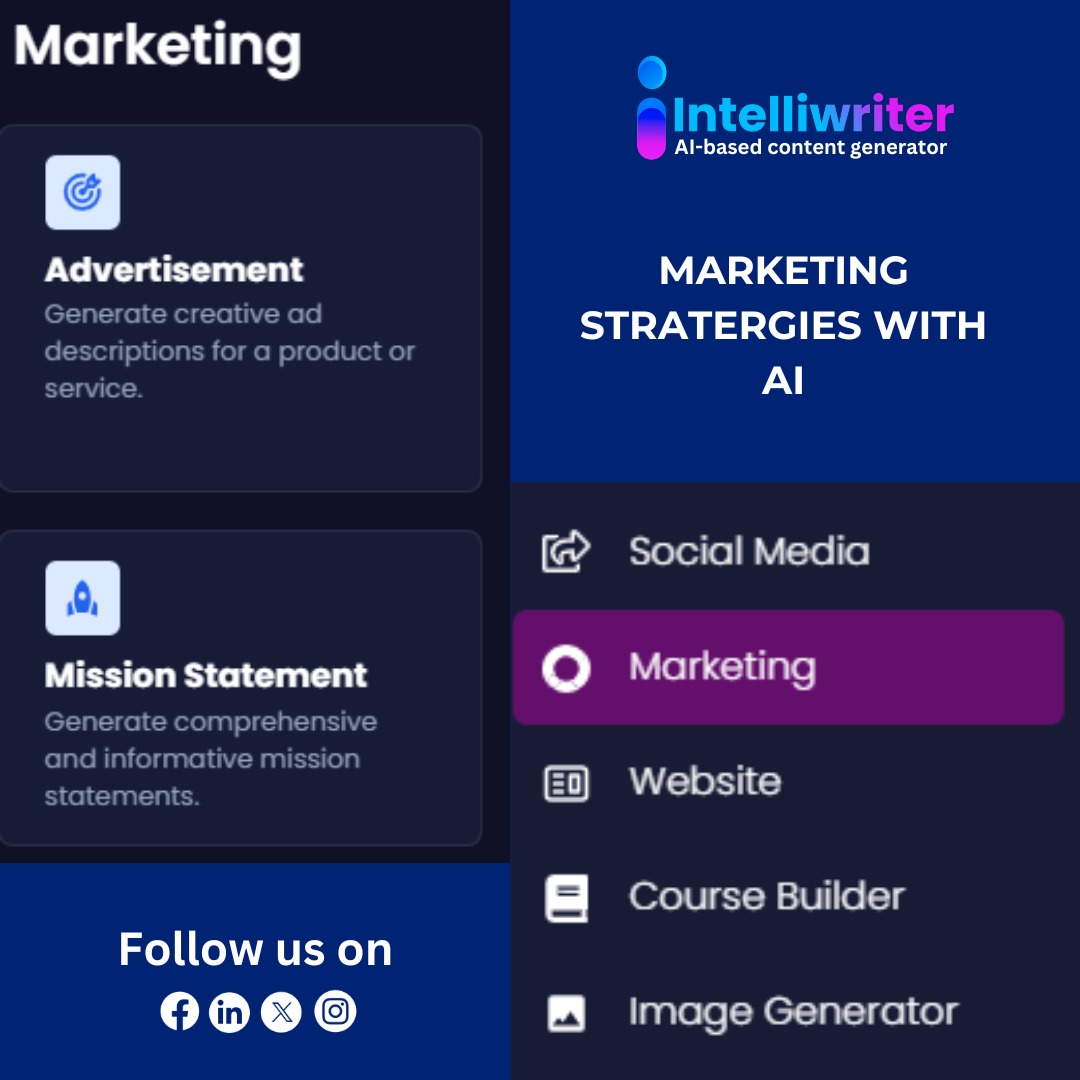 Marketing
Advertisement
Generate creative ad
descriptions for a product or
service.
Mission Statement
Generate comprehensive
and informative mission
statements.
Follow us on
Intelliwriter
AI-based content generator
MARKETING
STRATERGIES WITH
AI
Social Media
Marketing
Website
Course Builder
Image Generator